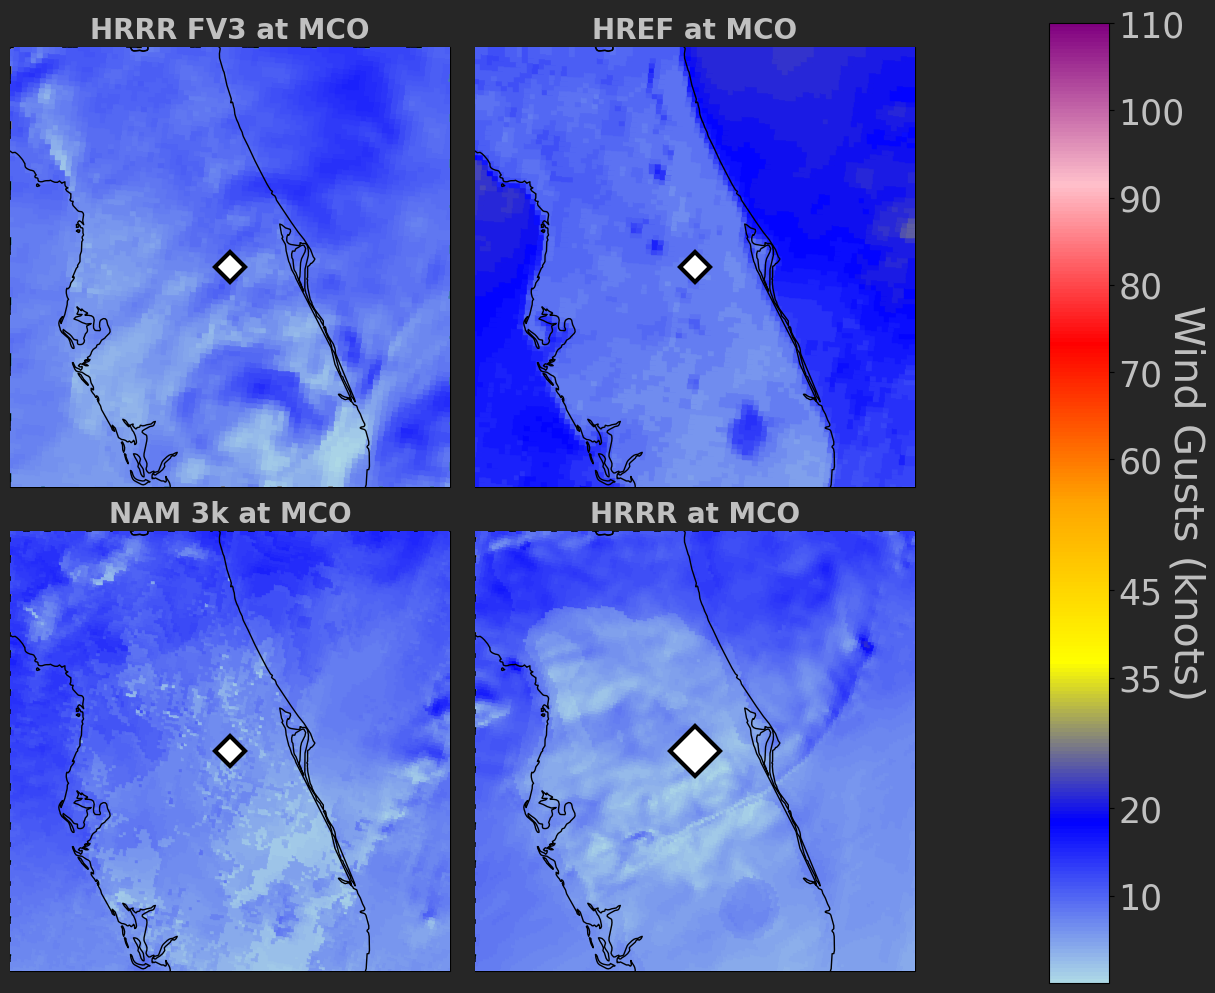 HRRR FV3 at MCO
HREF at MCO
NAM 3k at MCO
HRRR at MCO
110
100
90
80
70
60
45
35
20
10
Wind Gusts (knots)